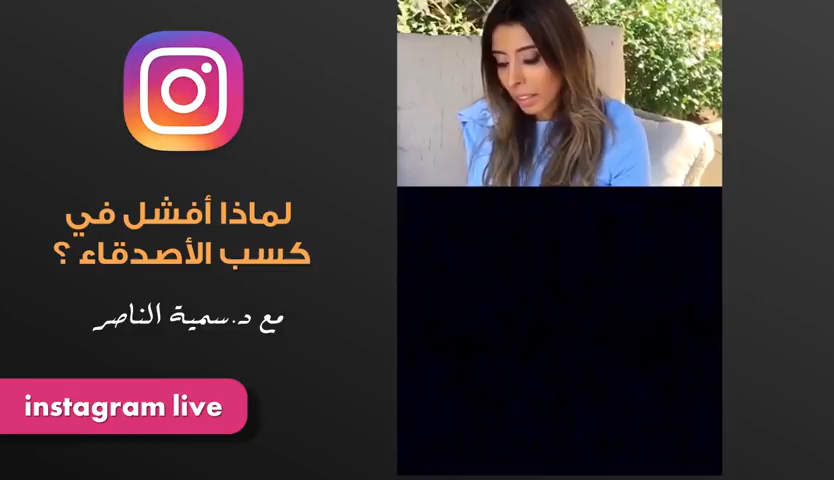 لماذا أفشل في
كسب الأصدقاء ؟
مع د.سمية الناصر
instagram live